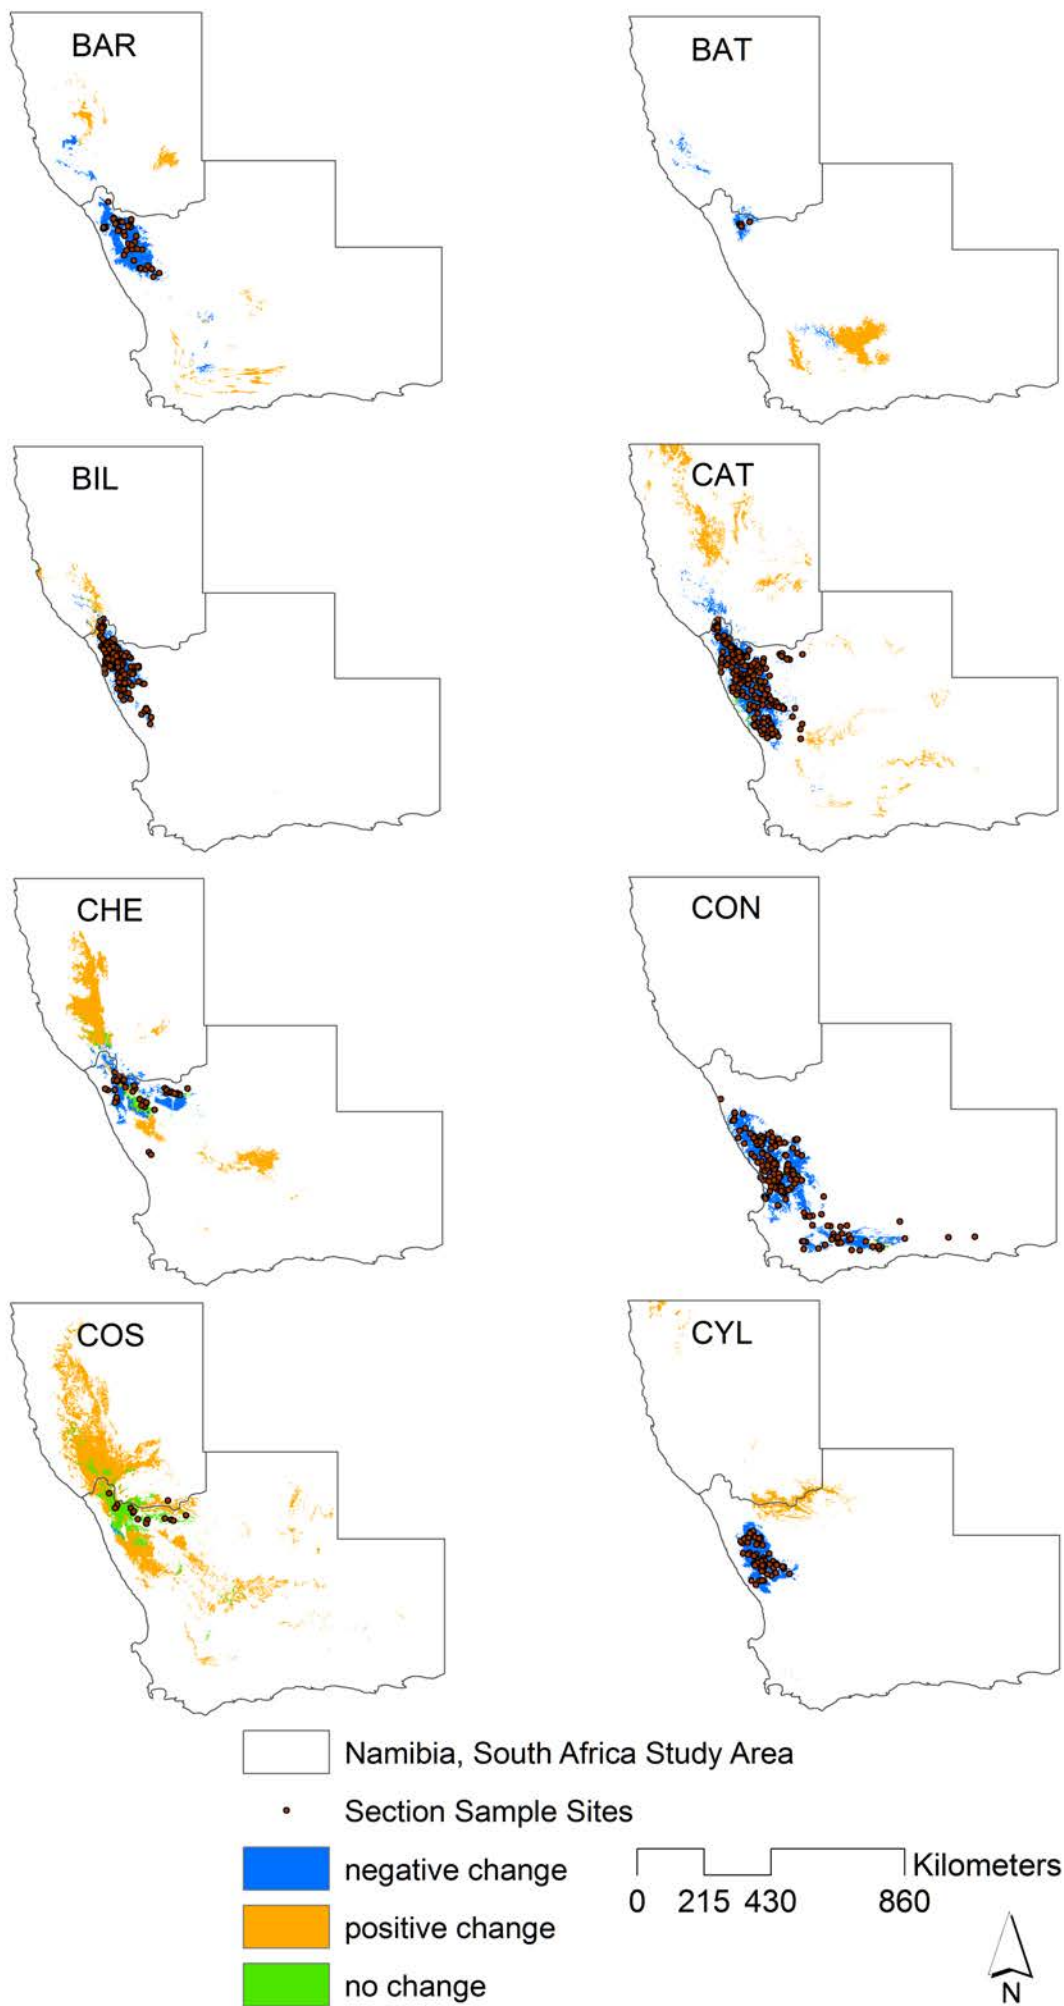 BAR
BAT
BIL
CAT
CHE
CON
COS
CYL
Namibia, South Africa Study Area
Section Sample Sites
negative change
positive change
no change
Kilometers
0 215 430 860
N